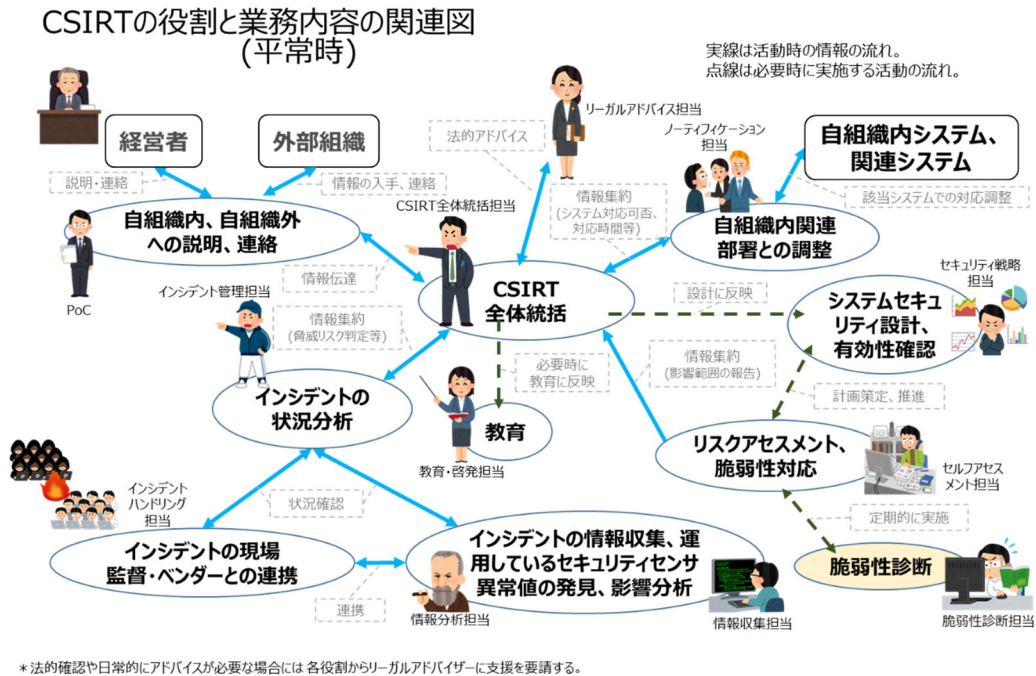 CSIRTの役割と業務内容の関連図
(平常時)
実線は活動時の情報の流れ。
点線は必要時に実施する活動の流れ。
経営者
外部組織
法的アドバイス
リーガルアドバイス担当
ノーティフィケーション
担当
自組織内システム、
関連システム
説明・連絡
情報の入手、連絡
情報集約
(システム対応可否、
対応時間等)
該当システムでの対応調整
自組織内、自組織外
への説明、連絡
CSIRT全体統括担当
自組織内関連
部署との調整
PoC
情報伝達
CSIRT
全体統括
設計に反映
システムセキュ
リティ設計、
有効性確認
セキュリティ戦略
担当
インシデント管理担当
情報集約
(脅威リスク判定等)
必要時に
教育に反映
情報集約
(影響範囲の報告)
計画策定、推進
インシデントの
状況分析
教育
教育・啓発担当
リスクアセスメント、
脆弱性対応
セルフアセス
メント担当
インシデント
ハンドリング
担当
状況確認
定期的に実施
インシデントの現場
監督・ベンダーとの連携
連携
インシデントの情報収集、運
用しているセキュリティセンサ
異常値の発見、影響分析
情報分析担当
情報収集担当
脆弱性診断
脆弱性診断担当
*法的確認や日常的にアドバイスが必要な場合には 各役割からリーガルアドバイザーに支援を要請する。